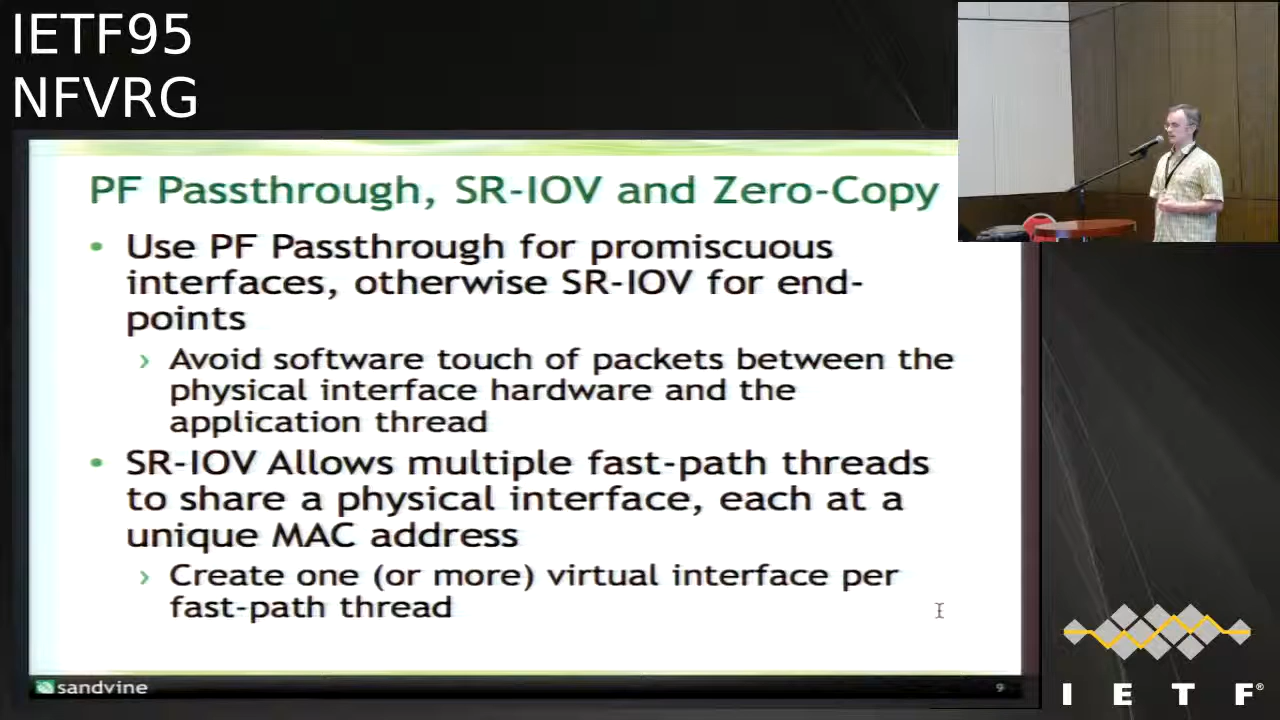 IETF95
NFVRG
PF Passthrough, SR-IOV and Zero-Copy
• Use PF Passthrough for promiscuous
interfaces, otherwise SR-IOV for end-
points
› Avoid software touch of packets between the
physical interface hardware and the
application thread
• SR-IOV Allows multiple fast-path threads
to share a physical interface, each at a
unique MAC address
› Create one (or more) virtual interface per
fast-path thread
sandvine
9
I E T F®